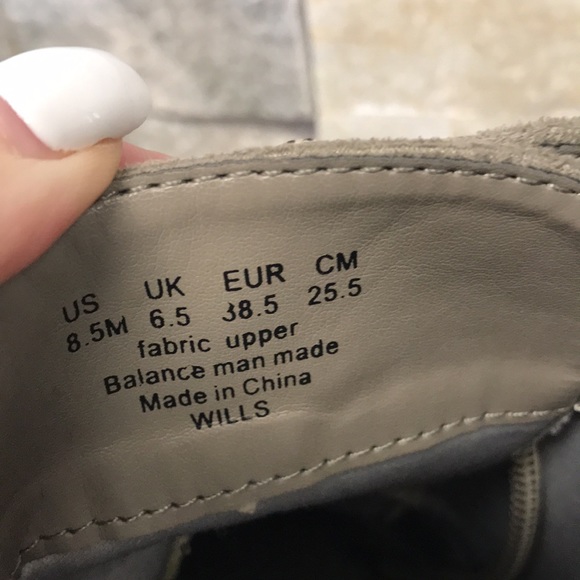 US UK EUR CM
8.5M 6.5 38.5 25.5
fabric upper
Balance man made
Made in China
WILLS